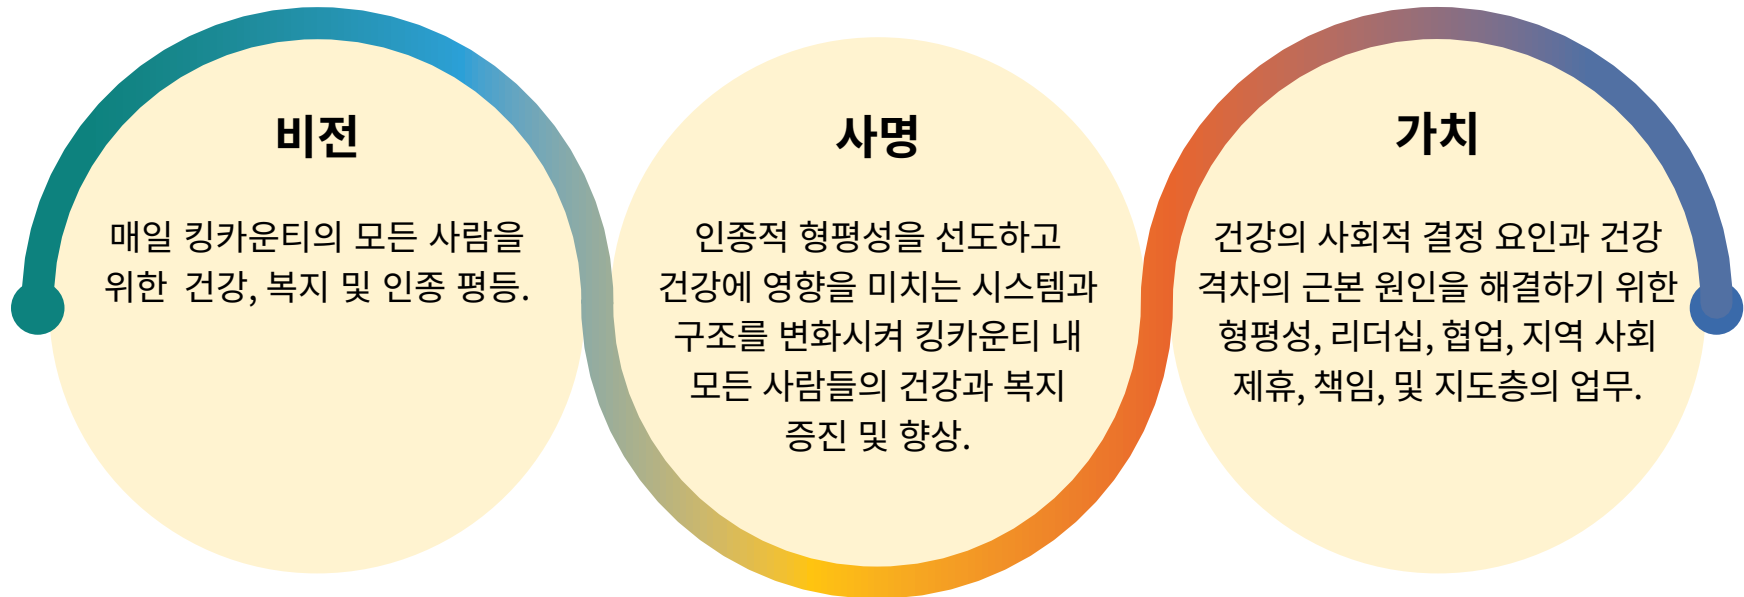 비전
매일 킹카운티의 모든 사람을
위한 건강, 복지 및 인종 평등.
사명
인종적 형평성을 선도하고
건강에 영향을 미치는 시스템과
구조를 변화시켜 킹카운티 내
모든 사람들의 건강과 복지
증진 및 향상.
가치
건강의 사회적 결정 요인과 건강
격차의 근본 원인을 해결하기 위한
형평성, 리더십, 협업, 지역 사회
제휴, 책임, 및 지도층의 업무.